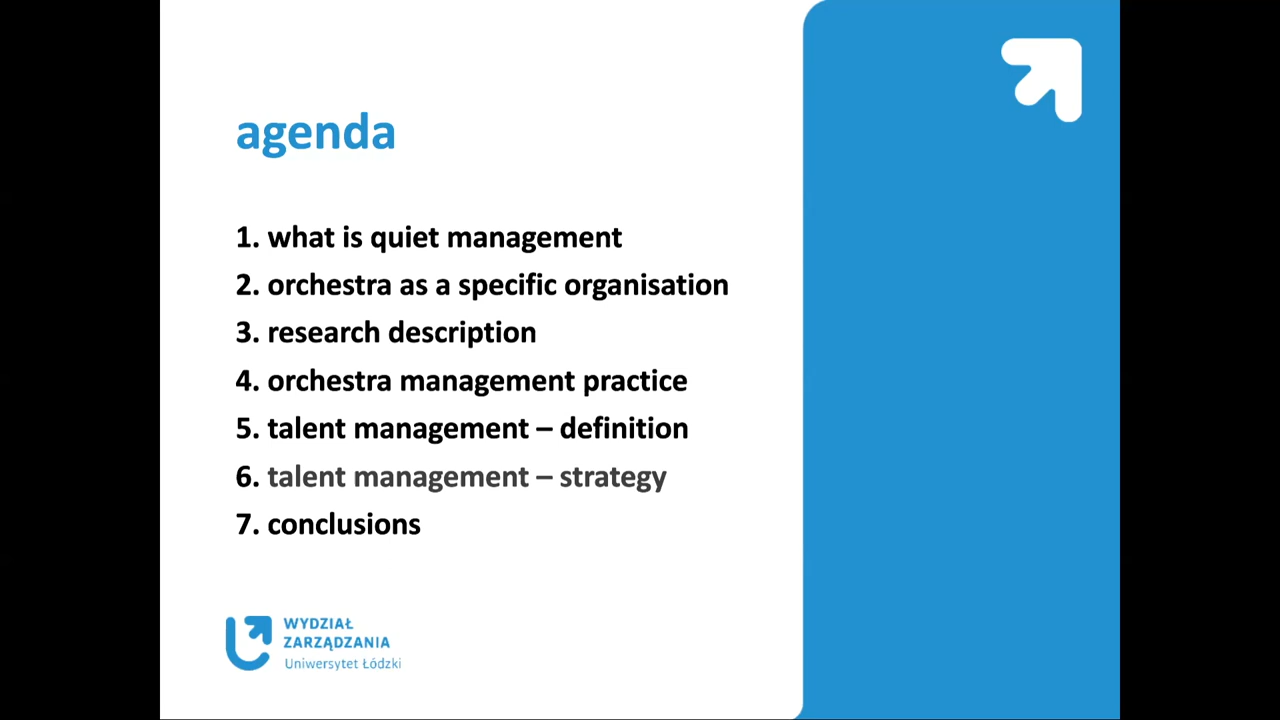 agenda
1. what is quiet management
2. orchestra as a specific organisation
3. research description
4. orchestra management practice
5. talent management – definition
6. talent management – strategy
7. conclusions
WYDZIAŁ
ZARZĄDZANIA
Uniwersytet Łódzki